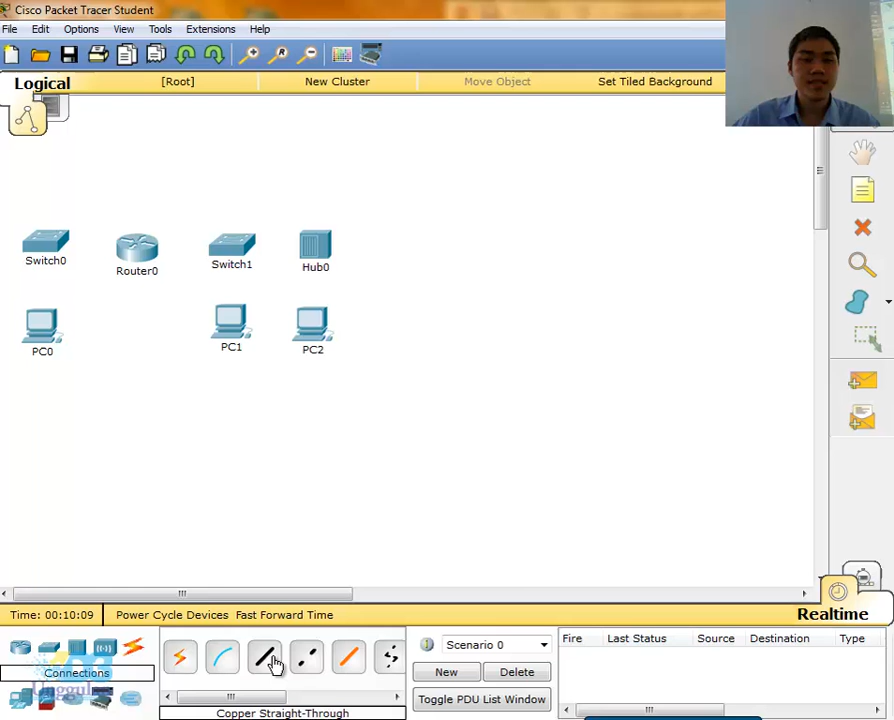 Cisco Packet Tracer Student
File Edit Options View Tools Extensions Help
Logical [Root] New Cluster Move Object Set Tiled Background
Switch0 Router0 Switch1 Hub0
PC0 PC1 PC2
Time: 00:10:09 Power Cycle Devices Fast Forward Time Realtime
Scenario 0
Fire Last Status Source Destination Type
Connections
New Delete
Unggul
Toggle PDU List Window
Copper Straight-Through